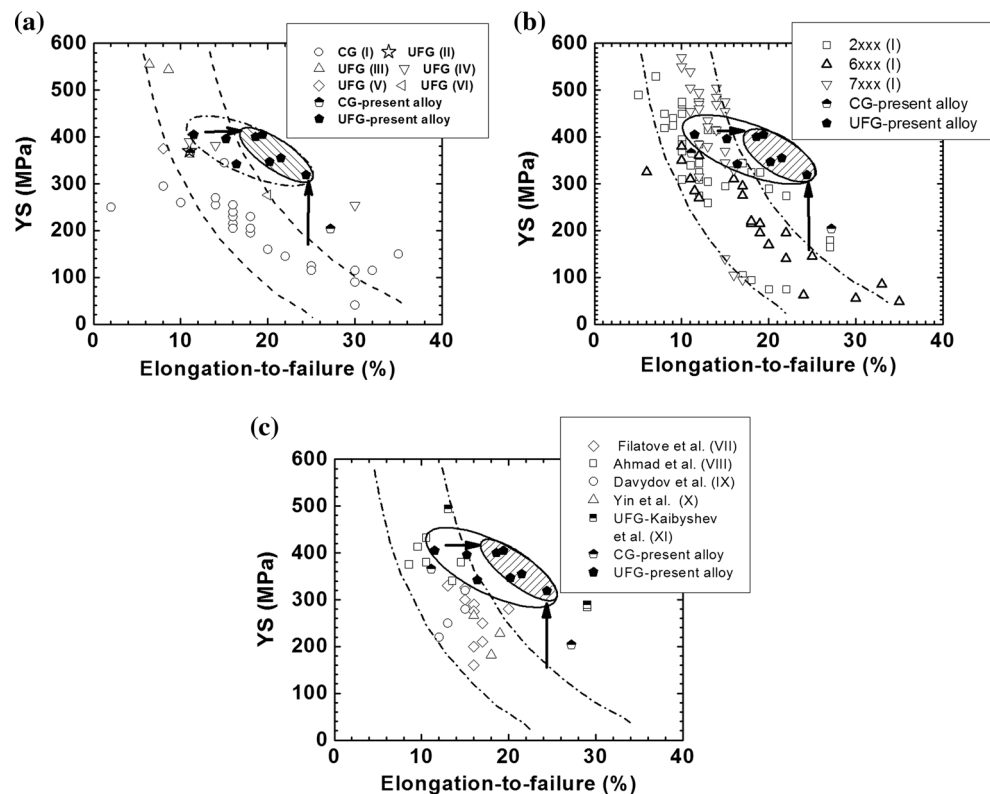 (a)
CG (I) UFG (II)
UFG (III) UFG (IV)
UFG (V) UFG (VI)
CG-present alloy
UFG-present alloy
600
500
400
300
200
100
0
YS (MPa)
0 10 20 30 40
Elongation-to-failure (%)
(b)
2xxx (I)
6xxx (I)
7xxx (I)
CG-present alloy
UFG-present alloy
600
500
400
300
200
100
0
YS (MPa)
0 10 20 30 40
Elongation-to-failure (%)
(c)
Filatove et al. (VII)
Ahmad et al. (VIII)
Davydov et al. (IX)
Yin et al. (X)
UFG-Kaibyshev
et al. (XI)
CG-present alloy
UFG-present alloy
600
500
400
300
200
100
0
YS (MPa)
0 10 20 30 40
Elongation-to-failure (%)